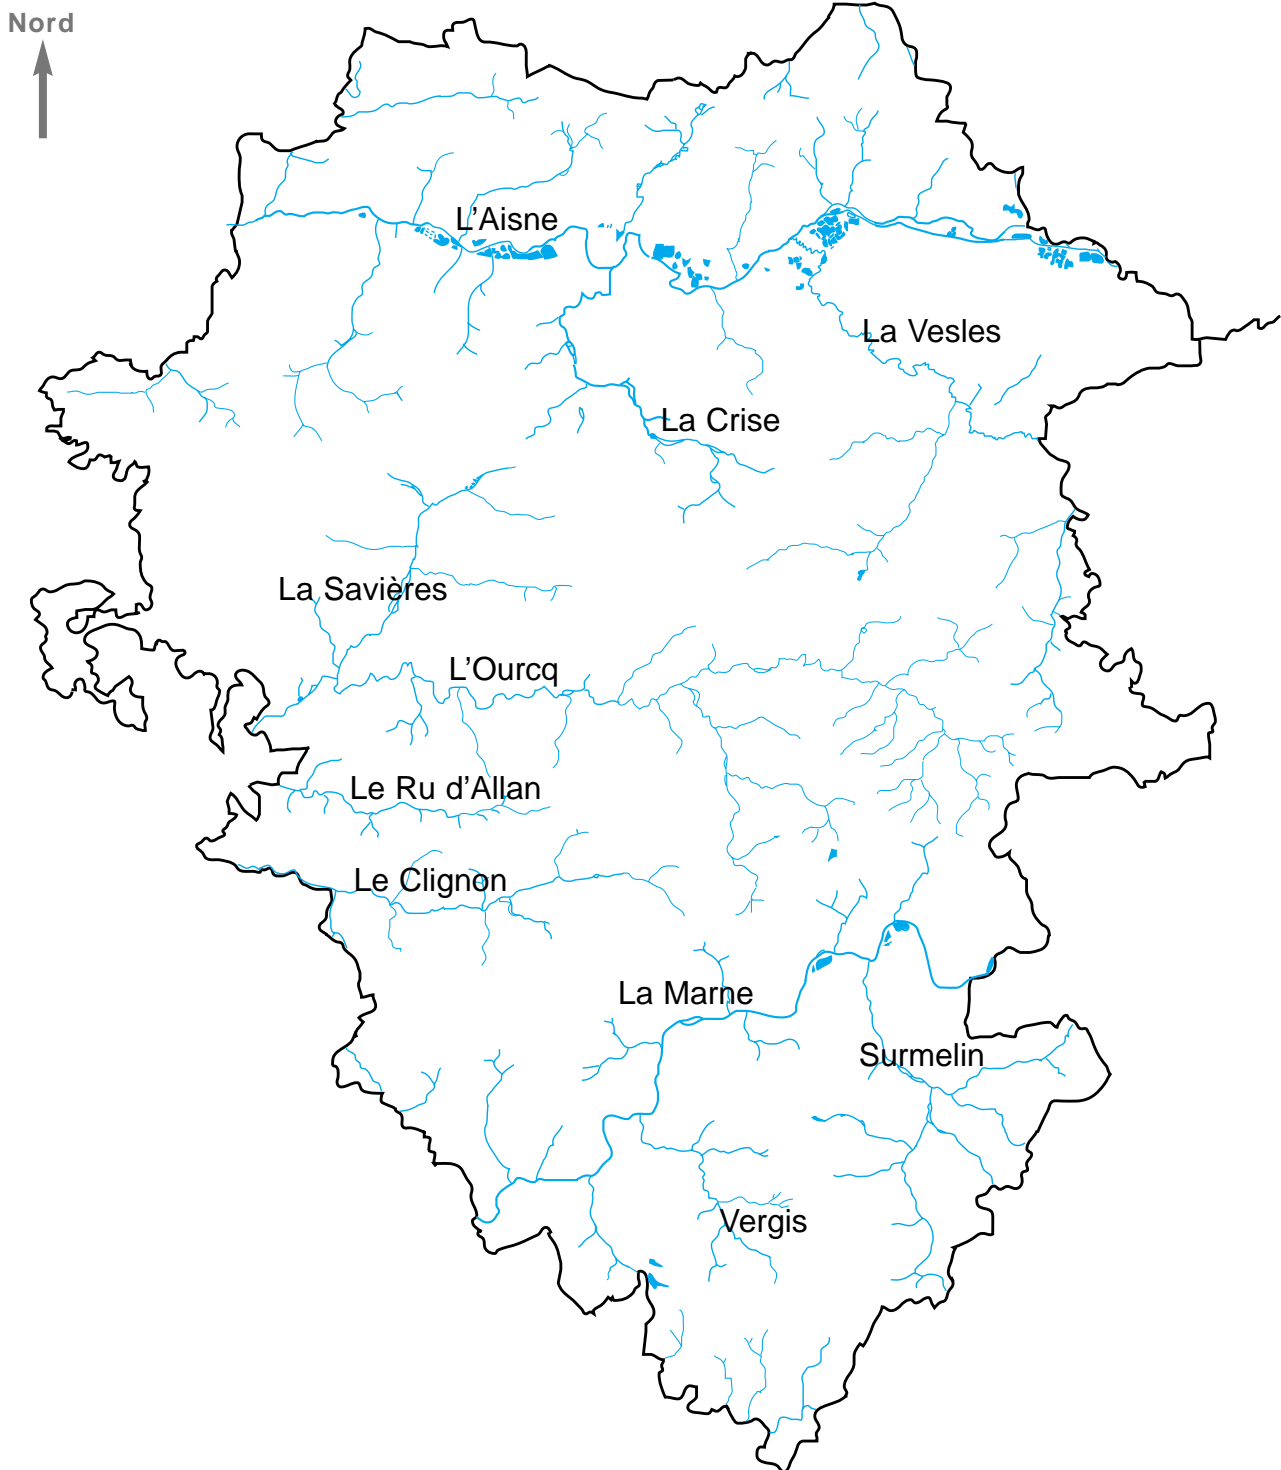 Nord
L'Aisne
La Vesles
La Crise
La Savières
L'Ourcq
Le Ru d'Allan
Le Clignon
La Marne
Surmelin
Vergis